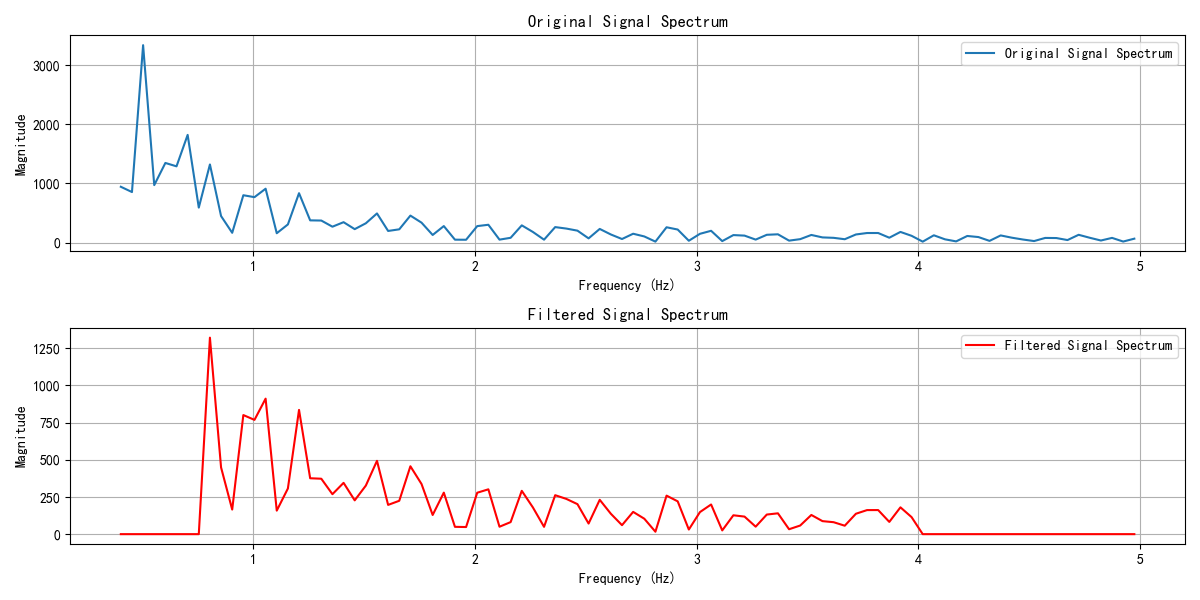 Original Signal Spectrum
Original Signal Spectrum
Magnitude
3000
2000
1000
0
1 2 3 4 5
Frequency (Hz)
Filtered Signal Spectrum
Filtered Signal Spectrum
Magnitude
1250
1000
750
500
250
0
1 2 3 4 5
Frequency (Hz)